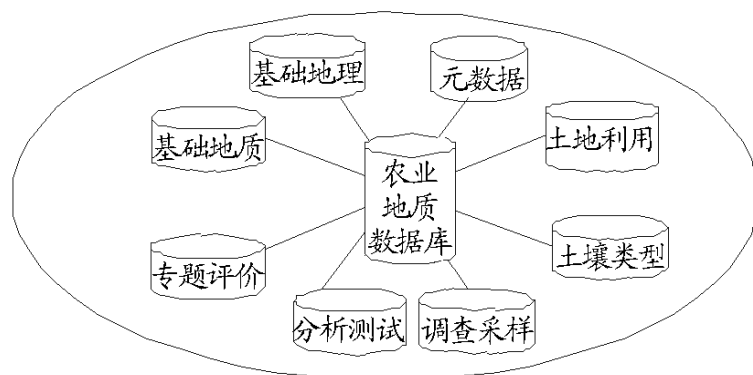 基础地理
元数据
基础地质
土地利用
农业
地质
数据库
专题评价
土壤类型
分析测试
调查采样